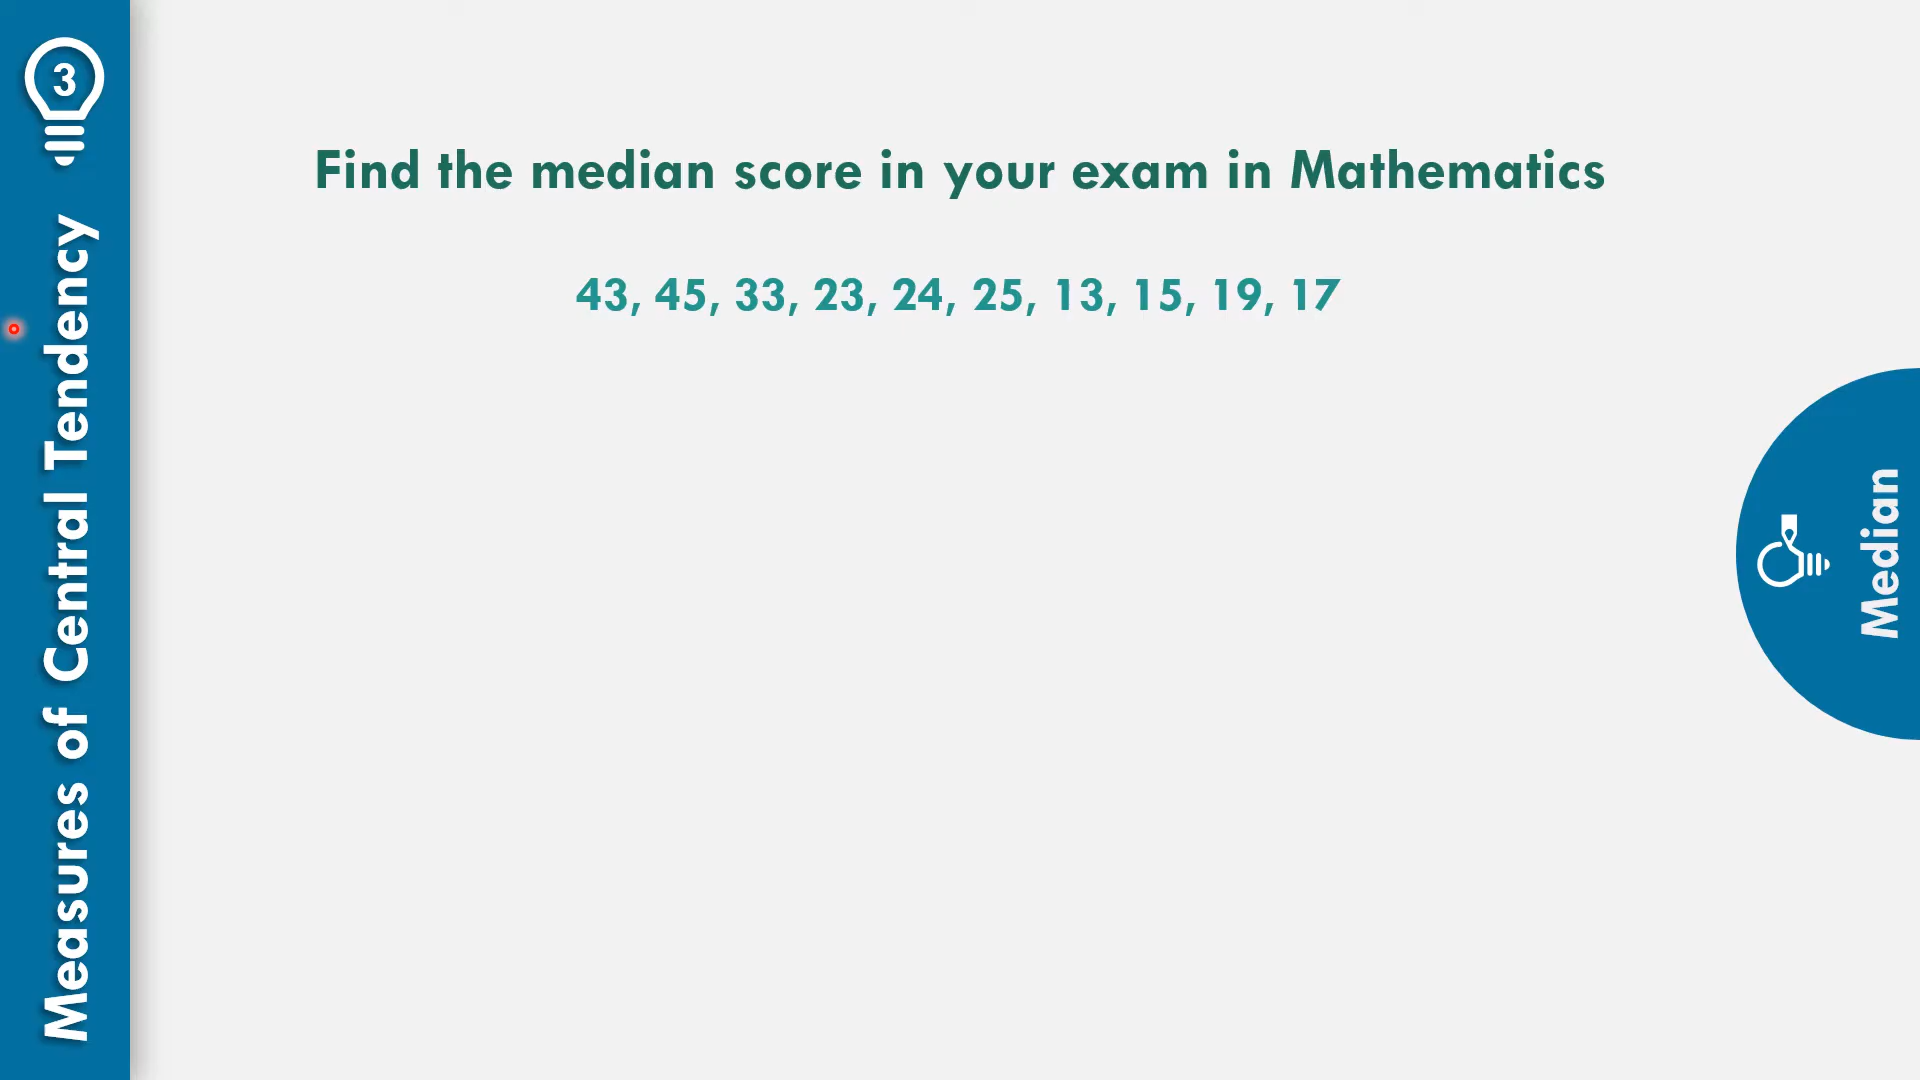 3
Measures of Central Tendency
Find the median score in your exam in Mathematics
43, 45, 33, 23, 24, 25, 13, 15, 19, 17
Median